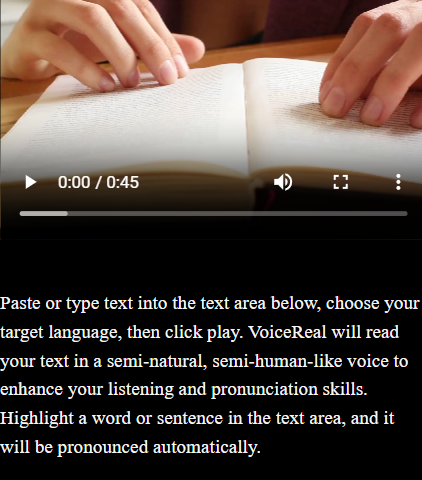 0:00 / 0:45
Paste or type text into the text area below, choose your
target language, then click play. VoiceReal will read
your text in a semi-natural, semi-human-like voice to
enhance your listening and pronunciation skills.
Highlight a word or sentence in the text area, and it
will be pronounced automatically.